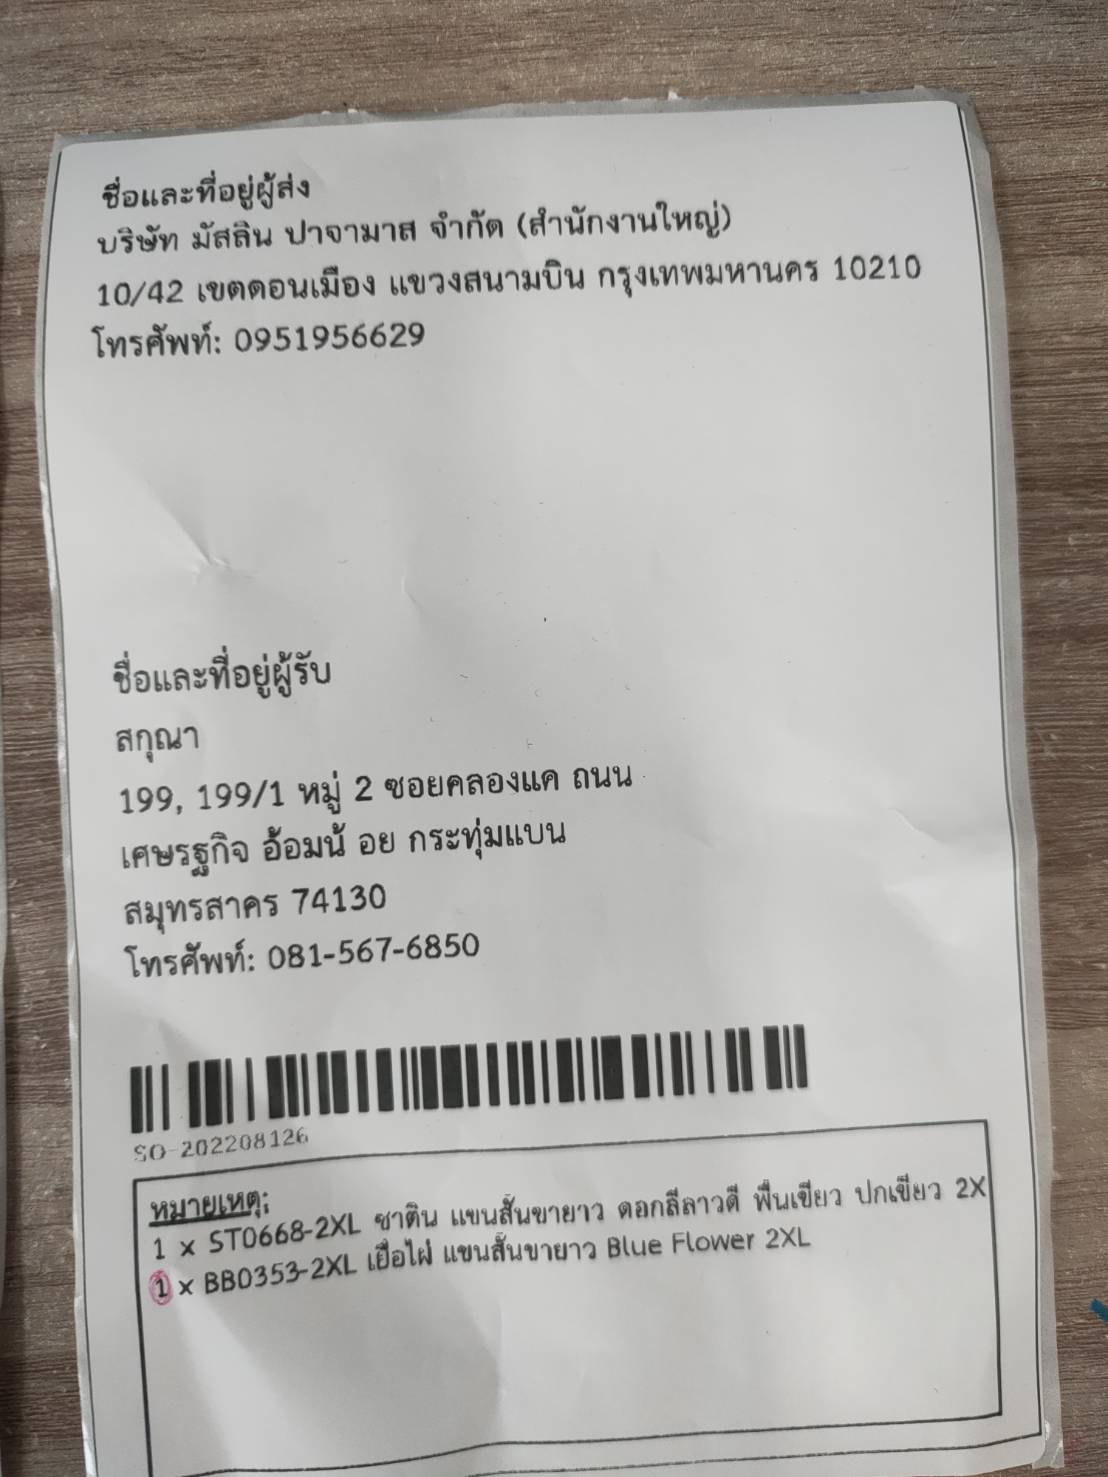 ชื่อและที่อยู่ผู้ส่ง
บริษัท มัสลิน ปาจามาส จำกัด (สำนักงานใหญ่)
10/42 เขตดอนเมือง แขวงสนามบิน กรุงเทพมหานคร 10210
โทรศัพท์: 0951956629
ชื่อและที่อยู่ผู้รับ
สกุณา
199, 199/1 หมู่ 2 ซอยคลองแค ถนน
เศษรฐกิจ อ้อมน้ อย กระทุ่มแบน
สมุทรสาคร 74130
โทรศัพท์: 081-567-6850
SO-202208126
หมายเหตุ:
1 x ST0668-2XL ซาติน แขนสั้นขายาว ดอกสีลาวดี พื้นเขียว ปกเขียว 2X
1 x BB0353-2XL เยื่อไผ่ แขนสั้นขายาว Blue Flower 2XL